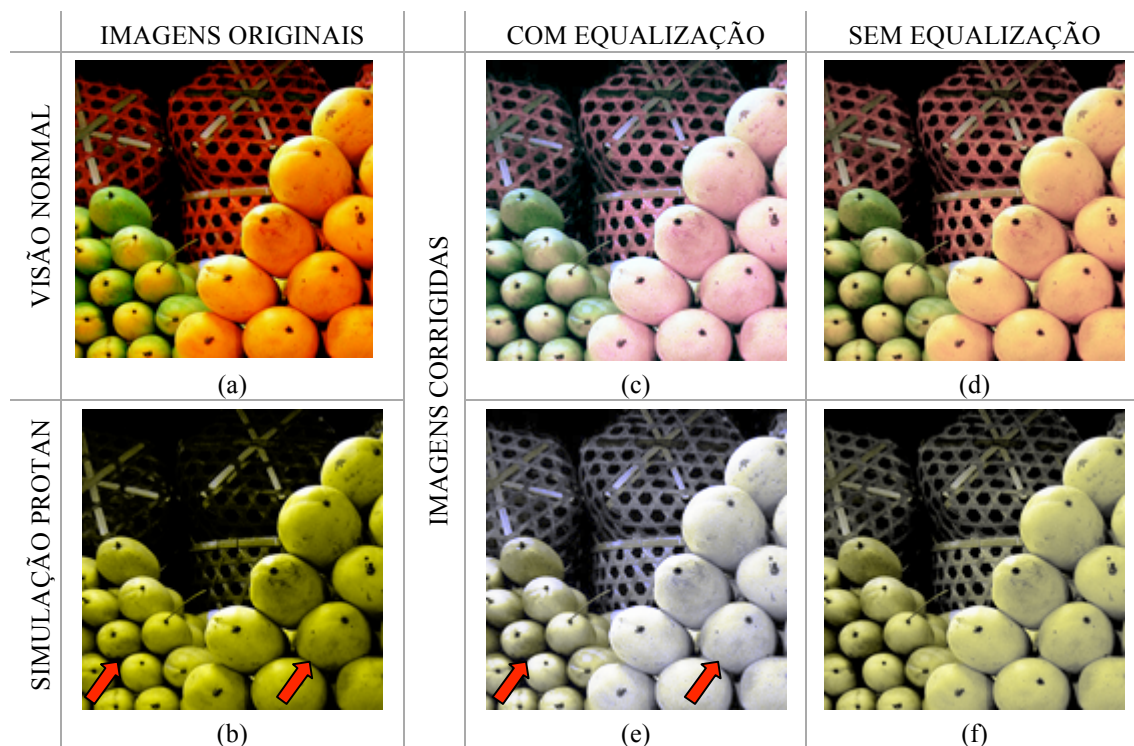 IMAGENS ORIGINAIS
COM EQUALIZAÇÃO
SEM EQUALIZAÇÃO
VISÃO NORMAL
(a)
IMAGENS CORRIGIDAS
(c)
(d)
SIMULAÇÃO PROTAN
(b)
(e)
(f)